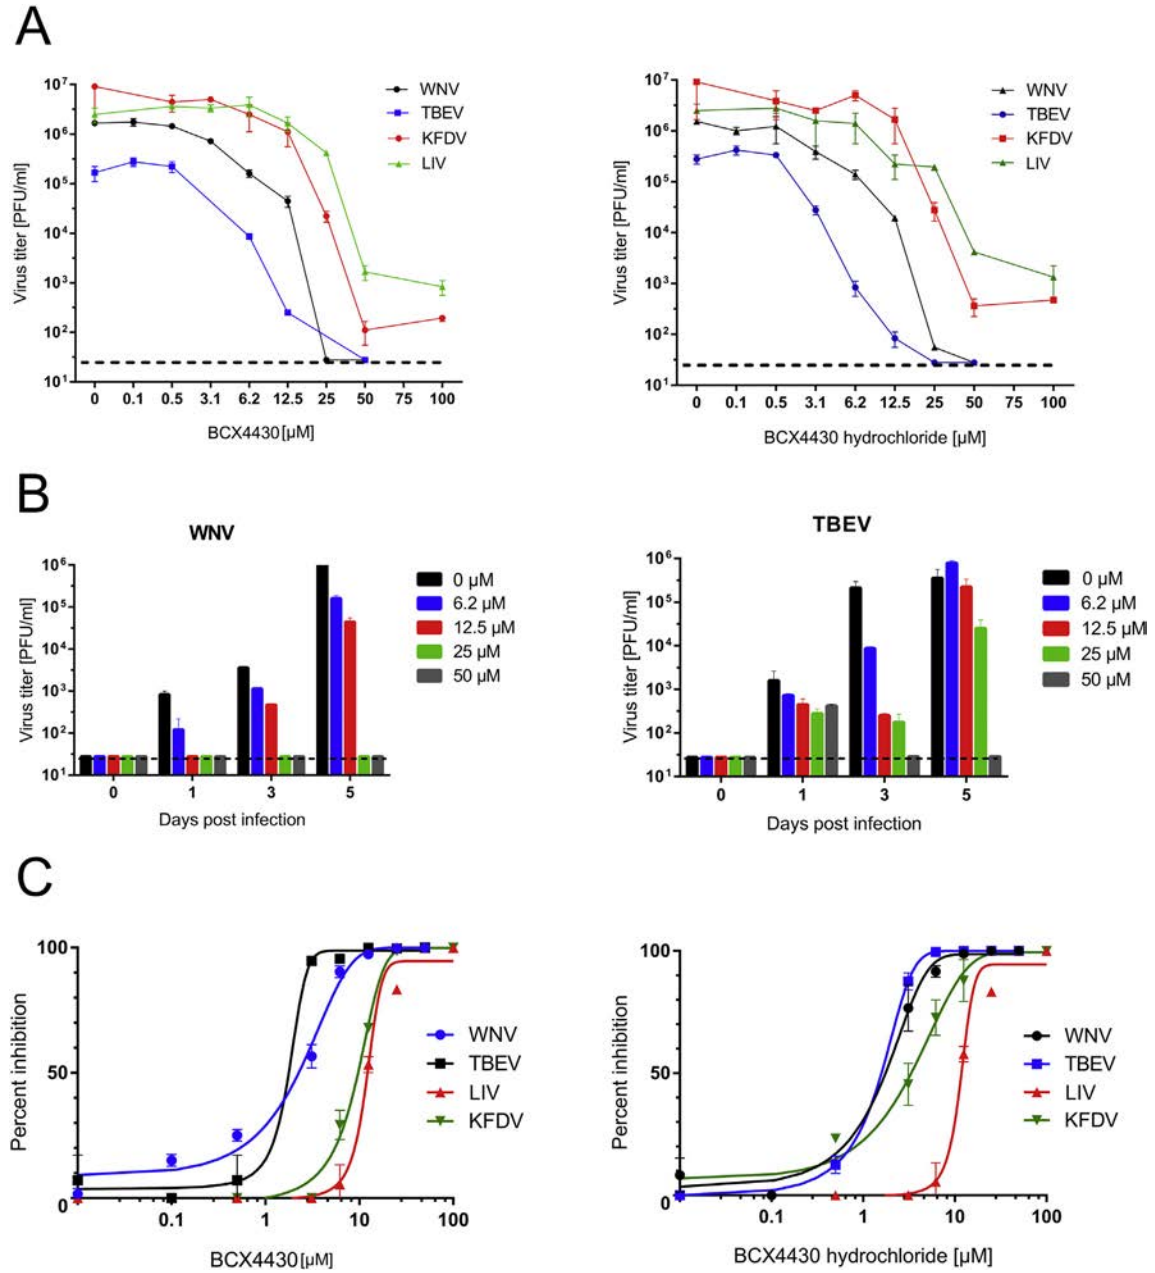 A
Virus titer [PFU/ml]
10⁷
10⁶
10⁵
10⁴
10³
10²
10¹
0 0.1 0.5 3.1 6.2 12.5 25 50 75 100
BCX4430[µM]
WNV
TBEV
KFDV
LIV
Virus titer [PFU/ml]
10⁷
10⁶
10⁵
10⁴
10³
10²
10¹
0 0.1 0.5 3.1 6.2 12.5 25 50 75 100
BCX4430 hydrochloride [µM]
WNV
TBEV
KFDV
LIV
B
WNV
Virus titer [PFU/ml]
10⁶
10⁵
10⁴
10³
10²
10¹
0 1 3 5
Days post infection
0 µM
6.2 µM
12.5 µM
25 µM
50 µM
TBEV
Virus titer [PFU/ml]
10⁶
10⁵
10⁴
10³
10²
10¹
0 1 3 5
Days post infection
0 µM
6.2 µM
12.5 µM
25 µM
50 µM
C
Percent inhibition
100
50
0
0.1 1 10 100
BCX4430[µM]
WNV
TBEV
LIV
KFDV
Percent inhibition
100
50
0
0.1 1 10 100
BCX4430 hydrochloride [µM]
WNV
TBEV
LIV
KFDV